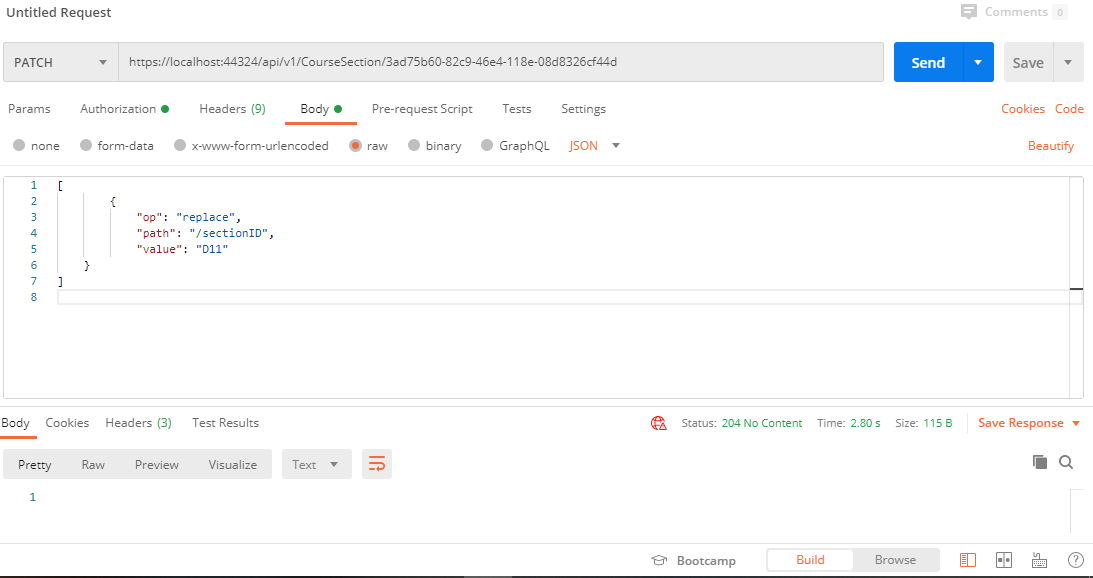 Untitled Request
Comments 0
PATCH https://localhost:44324/api/v1/CourseSection/3ad75b60-82c9-46e4-118e-08d8326cf44d Send Save
Params Authorization Headers (9) Body Pre-request Script Tests Settings Cookies Code
none form-data x-www-form-urlencoded raw binary GraphQL JSON Beautify
1 [
2 {
3 "op": "replace",
4 "path": "/sectionID",
5 "value": "D11"
6 }
7 ]
8
Body Cookies Headers (3) Test Results Status: 204 No Content Time: 2.80 s Size: 115 B Save Response
Pretty Raw Preview Visualize Text
1
Bootcamp Build Browse ?